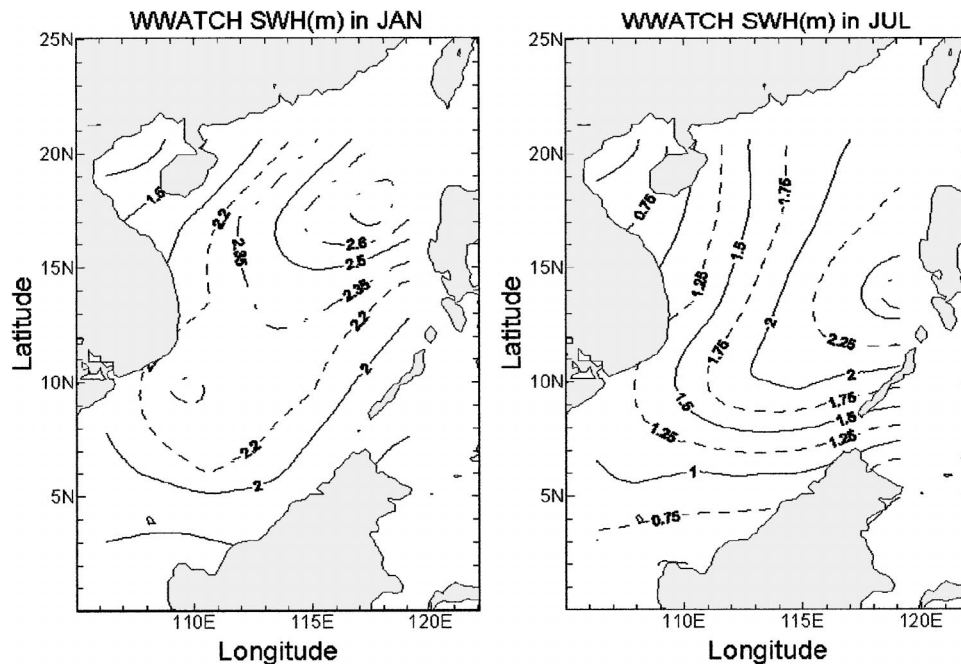 WWATCH SWH(m) in JAN
25N
20N
15N
10N
5N
110E
115E
120E
Latitude
Longitude
1.6
2.2
2.35
2.6
2.5
2.35
2.2
2
2.2
2
WWATCH SWH(m) in JUL
25N
20N
15N
10N
5N
110E
115E
120E
Latitude
Longitude
0.75
1.25
1.5
1.75
2
2.25
1.75
2
1.75
1.5
1.5
1.25
1.25
1
0.75